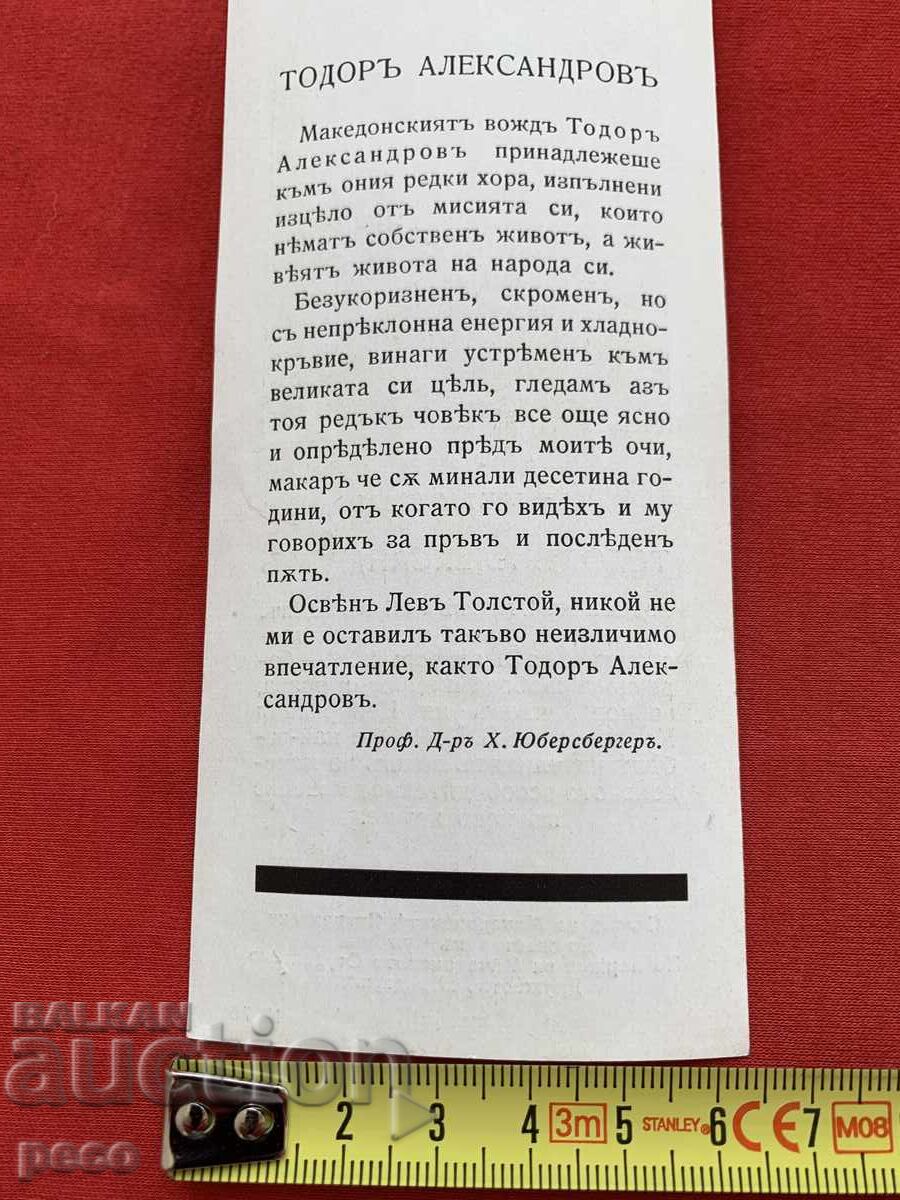 ТОДОРЪ АЛЕКСАНДРОВЪ
Македонскиятъ вождъ Тодоръ
Александровъ принадлежеше
къмъ ония редки хора, изпълнени
изцѣло отъ мисията си, които
нѣматъ собственъ животъ, а жи-
вѣятъ живота на народа си.
Безукоризненъ, скроменъ, но
съ непрѣклонна енергия и хладно-
кръвие, винаги устрѣменъ къмъ
великата си цѣль, гледамъ азъ
тоя редъкъ човѣкъ все още ясно
и опрѣдѣлено прѣдъ моитѣ очи,
макаръ че сѫ минали десетина го-
дини, отъ когато го видѣхъ и му
говорихъ за пръвъ и послѣденъ
пѫть.
Освѣнъ Левъ Толстой, никой не
ми е оставилъ такъво неизличимо
впечатление, както Тодоръ Алек-
сандровъ.
Проф. Д-ръ Х. Юберсбергеръ.
BALKAN
auction
peco
2 3 4 3m 5 STANLEY® 6 CE 7 M08